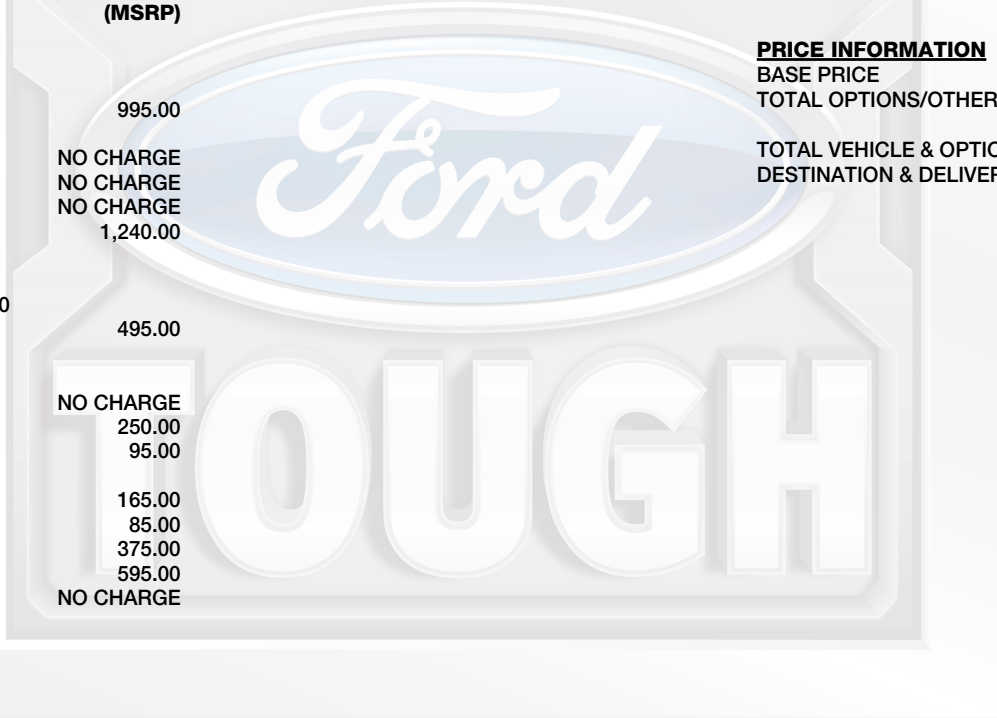 (MSRP)
995.00
NO CHARGE
NO CHARGE
NO CHARGE
1,240.00
0
495.00
NO CHARGE
250.00
95.00
165.00
85.00
375.00
595.00
NO CHARGE
PRICE INFORMATION
BASE PRICE
TOTAL OPTIONS/OTHER
TOTAL VEHICLE & OPTIO
DESTINATION & DELIVER
Ford
TOUGH